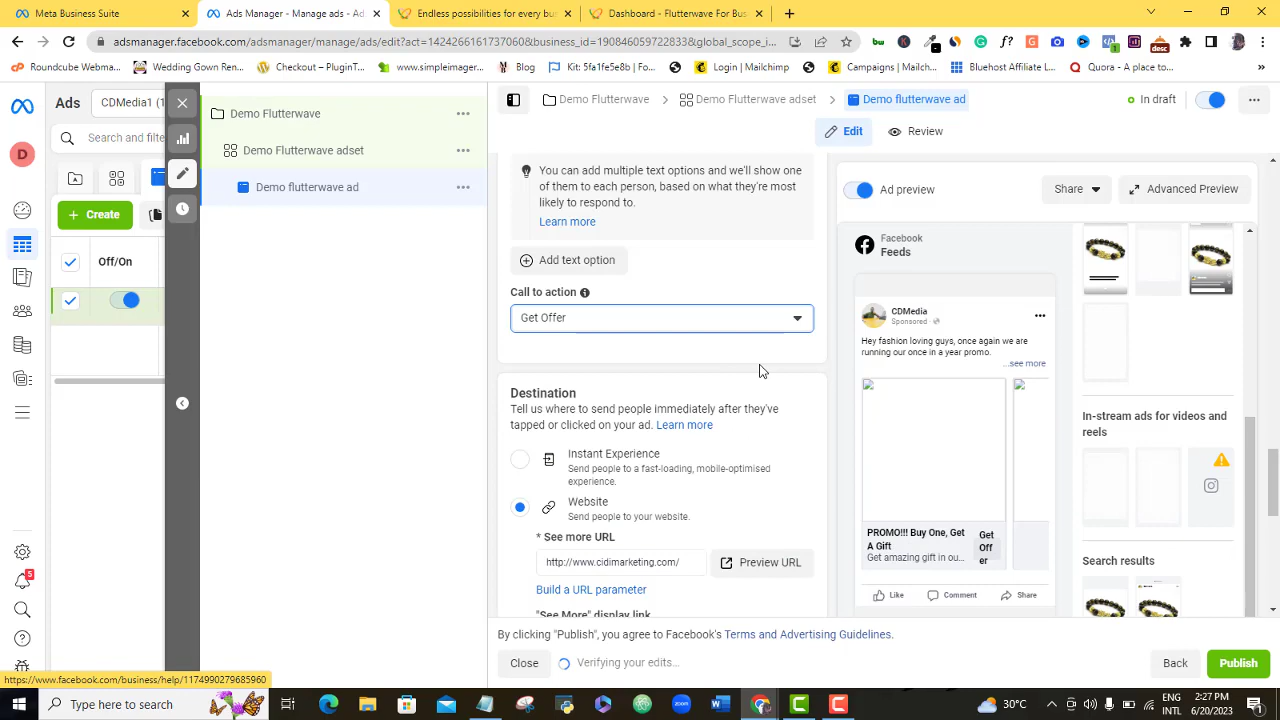 Meta Business Suite
Meta ads - Ads Manager - Ad
Endless possibilities for every b
Dashboard - Flutterwave For Bus
adsmanager.facebook.com/adsmanager/manage/ads/edit?act=1424266161737060&business_id=1908460597228338&global_scope_i...
Roundcube Webmai...
Wedding Gown Ren...
Checkout – PluginT...
www.simpleimager...
Blog
Kit 5fa1fe5e8b | Fo...
Login | Mailchimp
Campaigns | Mailc...
Bluehost Affiliate L...
Quora - A place to...
Ads
CDMedia1 (1
Search and filter
Create
Off/On
Demo Flutterwave
Demo Flutterwave adset
Demo flutterwave ad
Demo Flutterwave
Demo Flutterwave adset
Demo flutterwave ad
In draft
Edit
Review
You can add multiple text options and we'll show
one of them to each person, based on what they're most
likely to respond to.
Learn more
Add text option
Call to action
Get Offer
Destination
Tell us where to send people immediately after they've
tapped or clicked on your ad. Learn more
Instant Experience
Send people to a fast-loading, mobile-optimised
experience.
Website
Send people to your website.
* See more URL
http://www.cidimarketing.com/
Preview URL
Build a URL parameter
"See More" display link
Ad preview
Share
Advanced Preview
Facebook
Feeds
CDMedia
Sponsored
Hey fashion loving guys, once again we are
running our once in a year promo.
...see more
PROMO!!! Buy One, Get
A Gift
Get amazing gift in ou...
Get
Off
er
Like
Comment
Share
In-stream ads for videos and
reels
Search results
By clicking "Publish", you agree to Facebook's Terms and Advertising Guidelines.
Close
Verifying your edits...
Back
Publish
https://www.facebook.com/business/help/1174990279685960
Type here to search
30°C
ENG
INTL
2:27 PM
6/20/2023